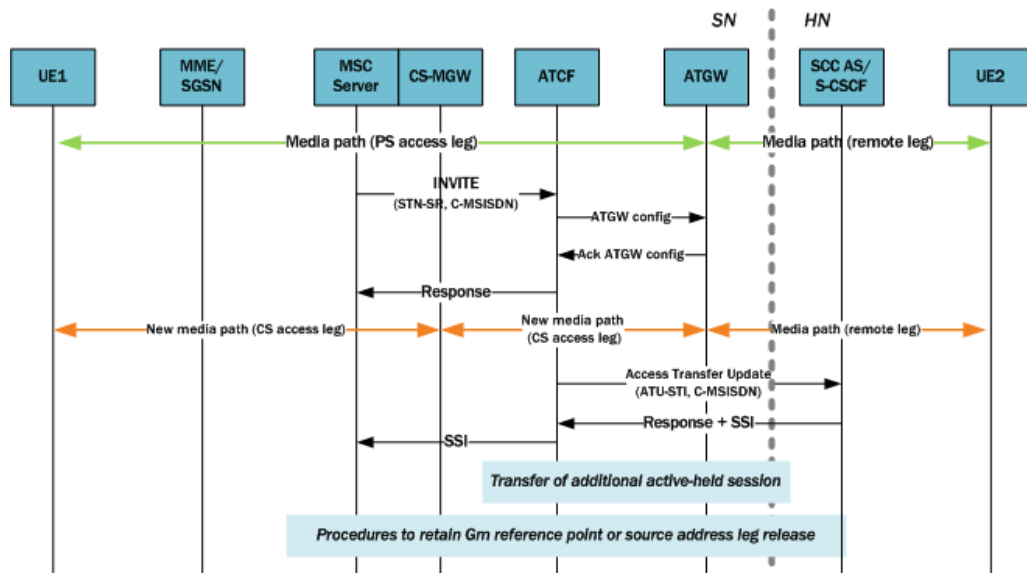 SN
HN
UE1
MME/
SGSN
MSC
Server
CS-MGW
ATCF
ATGW
SCC AS/
S-CSCF
UE2
Media path (PS access leg)
Media path (remote leg)
INVITE
(STN-SR, C-MSISDN)
ATGW config
Ack ATGW config
Response
New media path (CS access leg)
New media path
(CS access leg)
Media path (remote leg)
Access Transfer Update
(ATU-STI, C-MSISDN)
Response + SSI
SSI
Transfer of additional active-held session
Procedures to retain Gm reference point or source address leg release